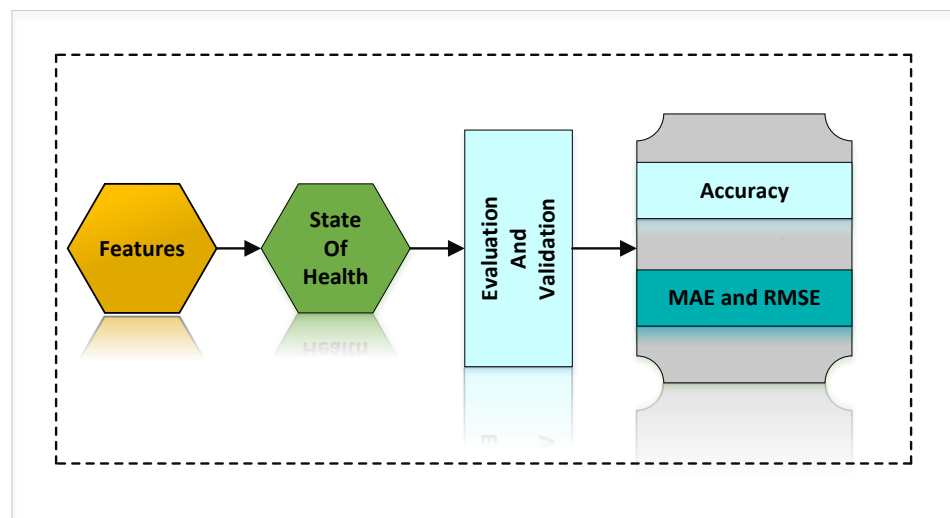 Features
State
Of
Health
Evaluation
And
Validation
Accuracy
MAE and RMSE